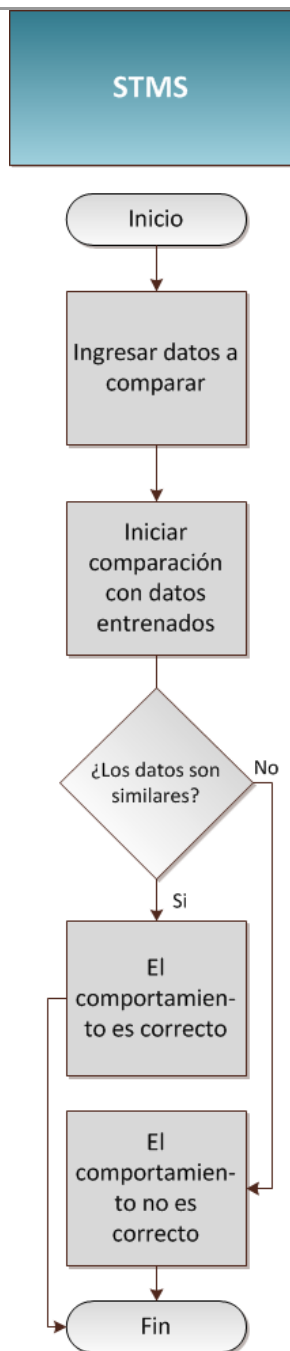 STMS
Inicio
Ingresar datos a
comparar
Iniciar
comparación
con datos
entrenados
¿Los datos son
similares?
No
Si
El
comportamien-
to es correcto
El
comportamien-
to no es
correcto
Fin